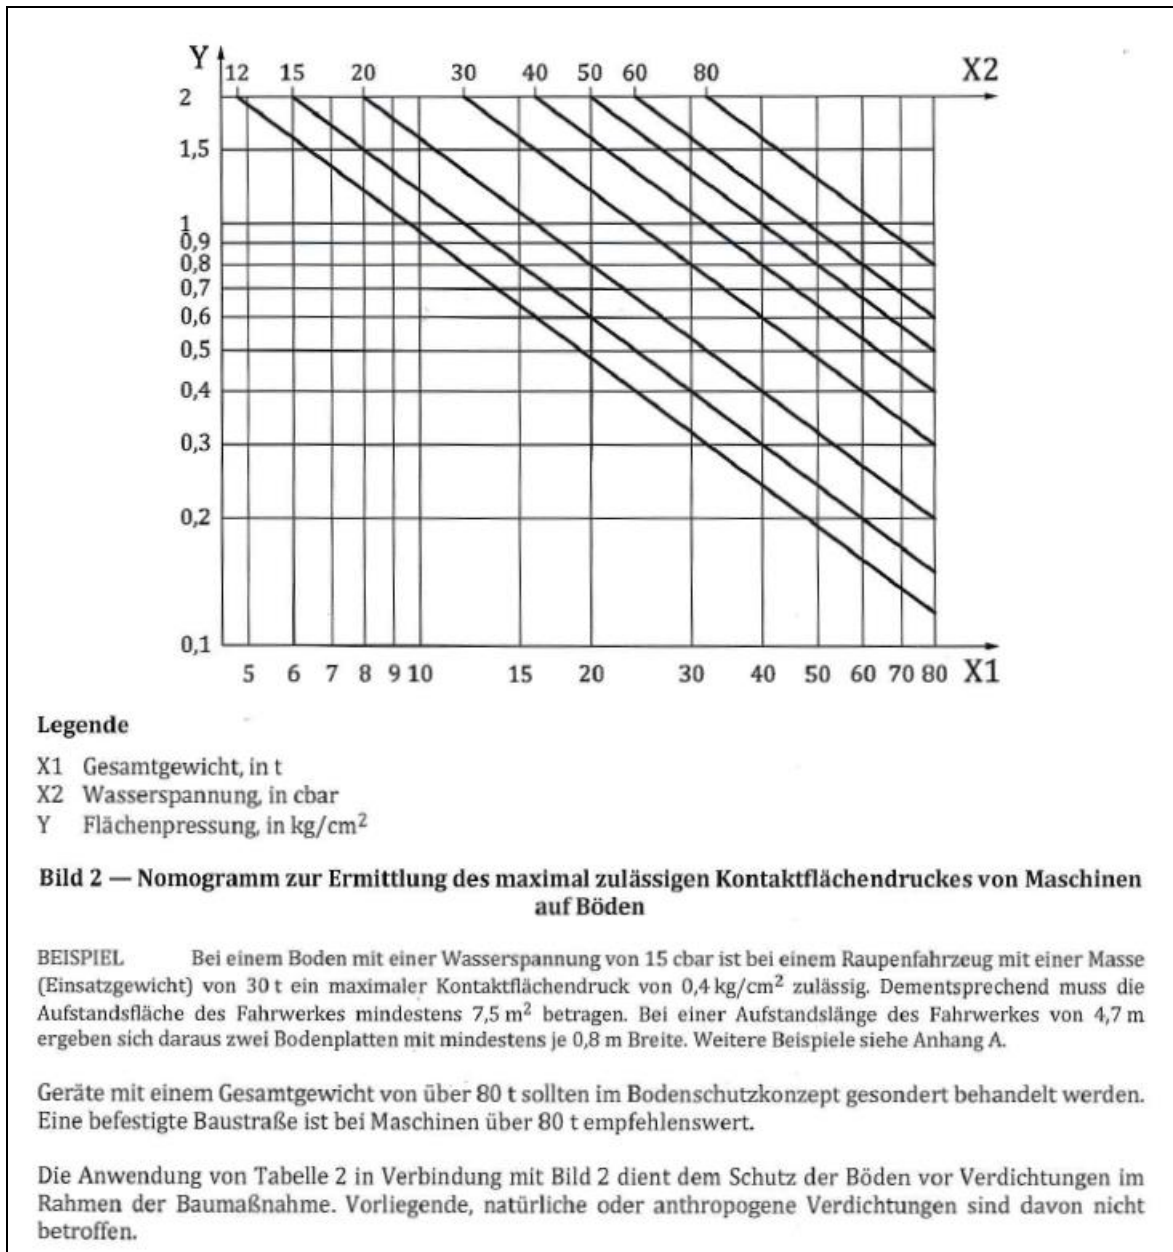 Y 12 15 20 30 40 50 60 80 X2
2
1,5
1
0,9
0,8
0,7
0,6
0,5
0,4
0,3
0,2
0,1
5 6 7 8 9 10 15 20 30 40 50 60 70 80 X1
Legende
X1 Gesamtgewicht, in t
X2 Wasserspannung, in cbar
Y Flächenpressung, in kg/cm²
Bild 2 — Nomogramm zur Ermittlung des maximal zulässigen Kontaktflächendruckes von Maschinen
auf Böden
BEISPIEL Bei einem Boden mit einer Wasserspannung von 15 cbar ist bei einem Raupenfahrzeug mit einer Masse
(Einsatzgewicht) von 30 t ein maximaler Kontaktflächendruck von 0,4 kg/cm² zulässig. Dementsprechend muss die
Aufstandsfläche des Fahrwerkes mindestens 7,5 m² betragen. Bei einer Aufstandslänge des Fahrwerkes von 4,7 m
ergeben sich daraus zwei Bodenplatten mit mindestens je 0,8 m Breite. Weitere Beispiele siehe Anhang A.
Geräte mit einem Gesamtgewicht von über 80 t sollten im Bodenschutzkonzept gesondert behandelt werden.
Eine befestigte Baustraße ist bei Maschinen über 80 t empfehlenswert.
Die Anwendung von Tabelle 2 in Verbindung mit Bild 2 dient dem Schutz der Böden vor Verdichtungen im
Rahmen der Baumaßnahme. Vorliegende, natürliche oder anthropogene Verdichtungen sind davon nicht
betroffen.